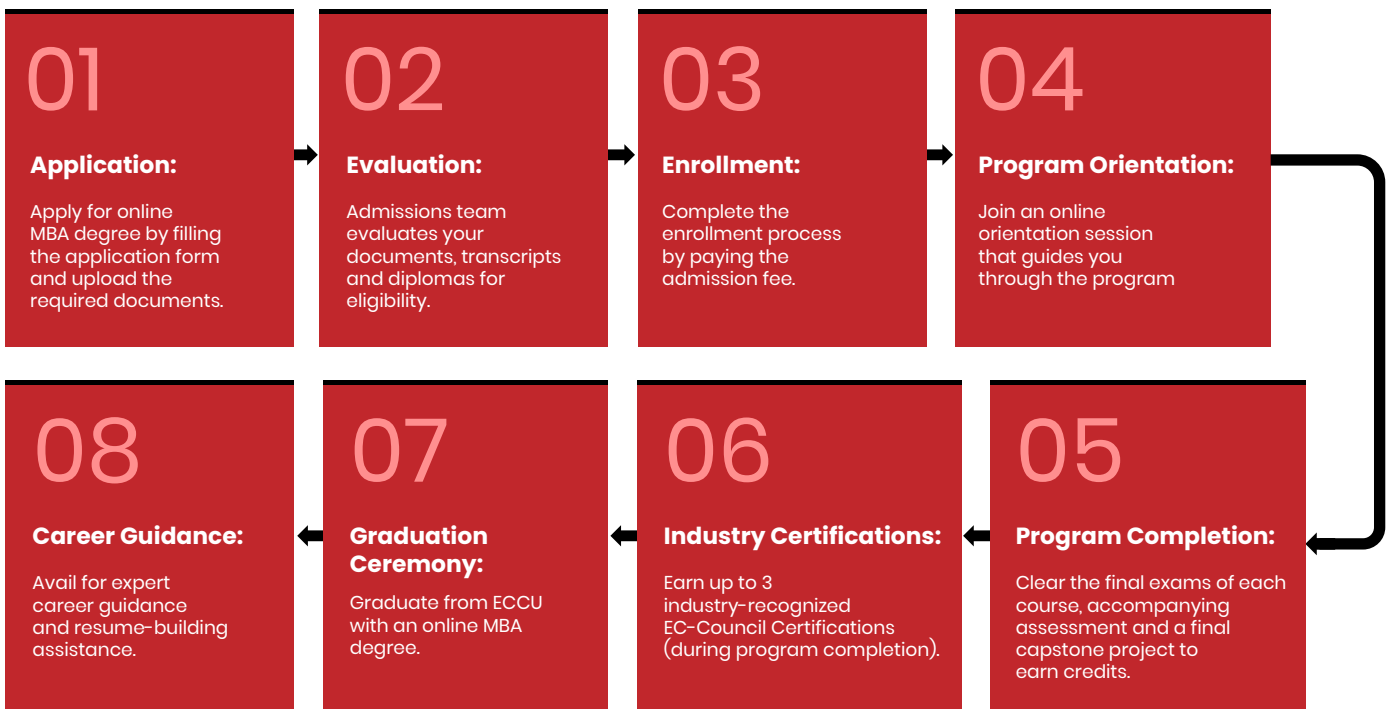 01
Application:
Apply for online
MBA degree by filling
the application form
and upload the
required documents.
02
Evaluation:
Admissions team
evaluates your
documents, transcripts
and diplomas for
eligibility.
03
Enrollment:
Complete the
enrollment process
by paying the
admission fee.
04
Program Orientation:
Join an online
orientation session
that guides you
through the program
05
Program Completion:
Clear the final exams of each
course, accompanying
assessment and a final
capstone project to
earn credits.
06
Industry Certifications:
Earn up to 3
industry-recognized
EC-Council Certifications
(during program completion).
07
Graduation
Ceremony:
Graduate from ECCU
with an online MBA
degree.
08
Career Guidance:
Avail for expert
career guidance
and resume-building
assistance.